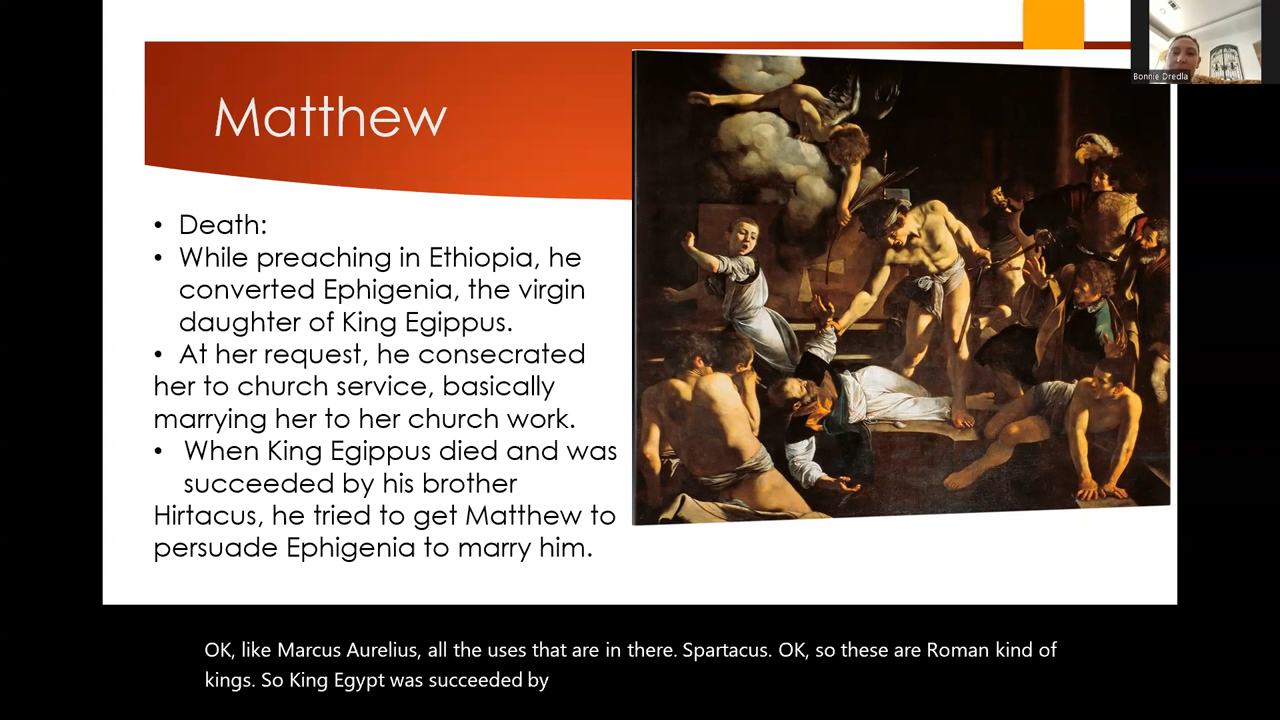 Matthew
Bonnie Dredla
• Death:
• While preaching in Ethiopia, he
converted Ephigenia, the virgin
daughter of King Egippus.
• At her request, he consecrated
her to church service, basically
marrying her to her church work.
• When King Egippus died and was
succeeded by his brother
Hirtacus, he tried to get Matthew to
persuade Ephigenia to marry him.
OK, like Marcus Aurelius, all the uses that are in there. Spartacus. OK, so these are Roman kind of
kings. So King Egypt was succeeded by